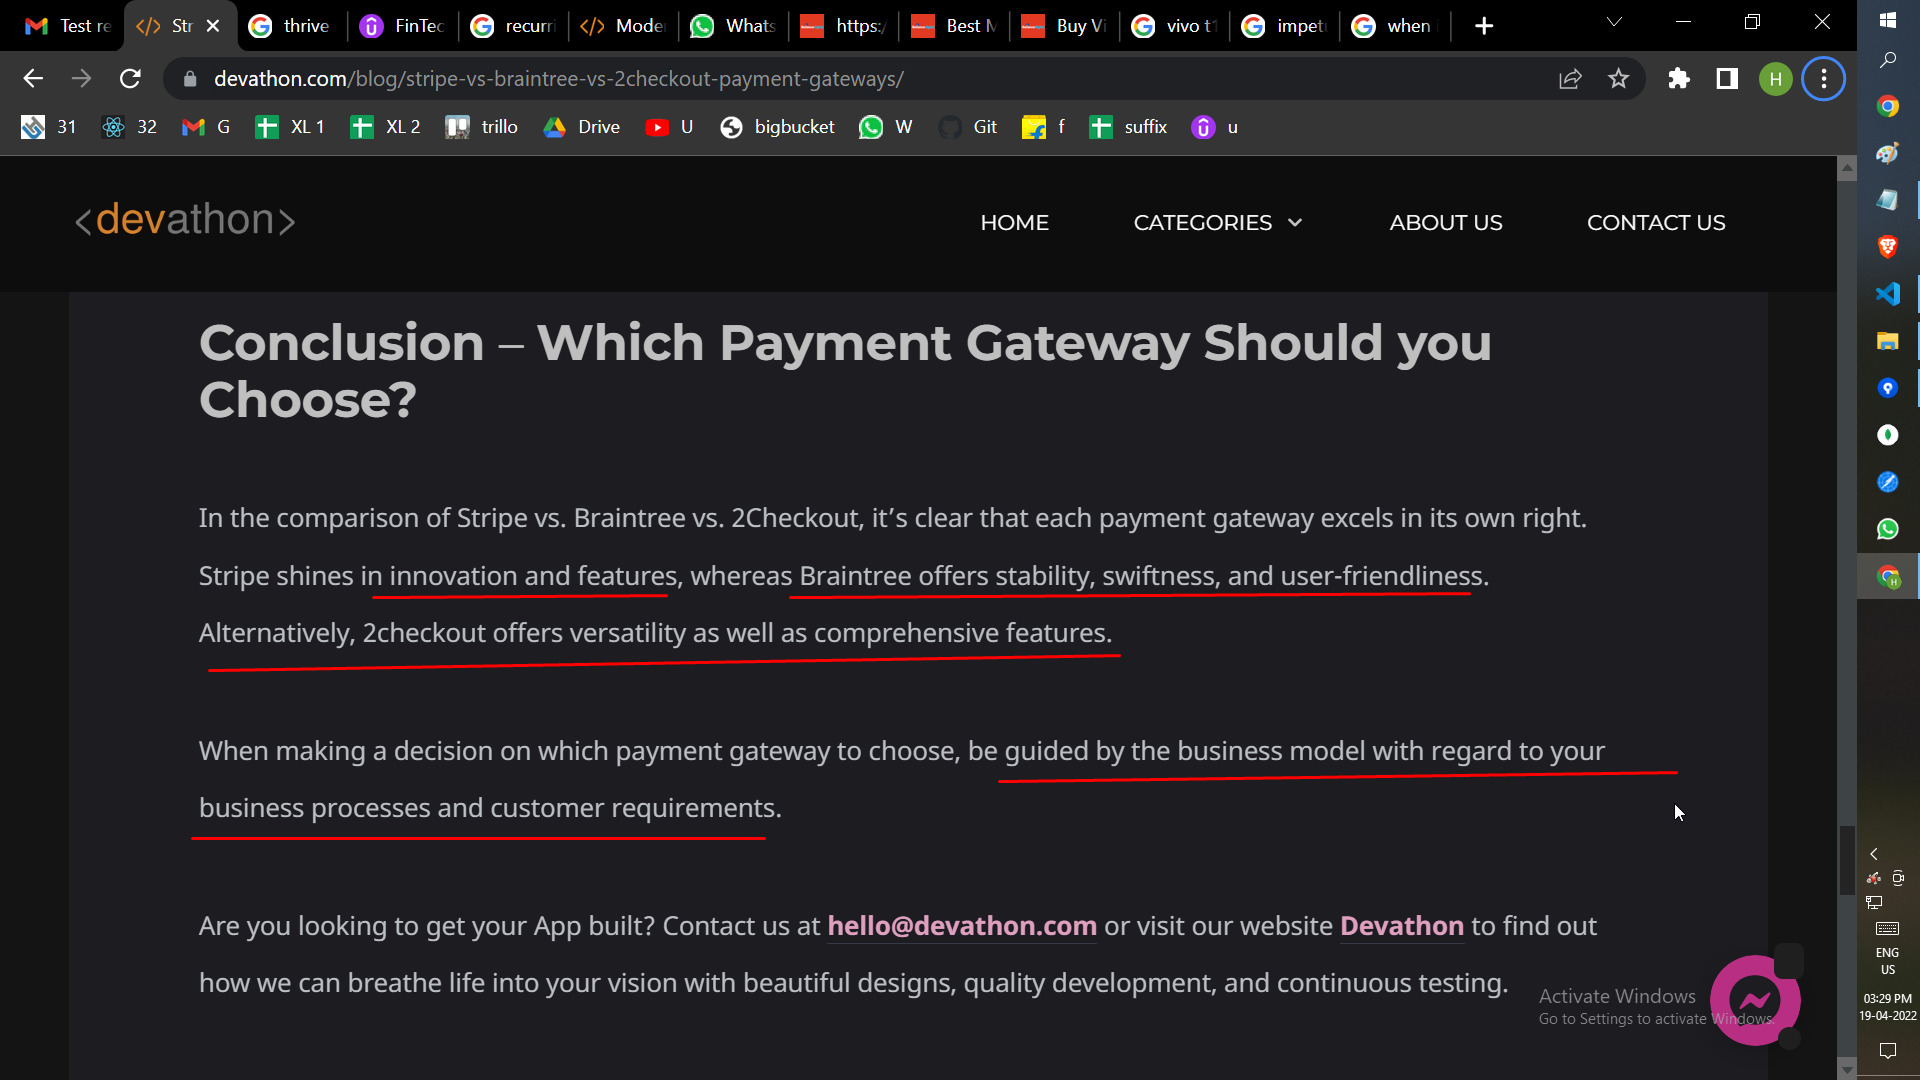 Test re
Str
thrive
FinTec
recurri
Moder
Whats
https:/
Best M
Buy Vi
vivo t1
impetu
when i
devathon.com/blog/stripe-vs-braintree-vs-2checkout-payment-gateways/
H
31
32
G
XL 1
XL 2
trillo
Drive
U
bigbucket
W
Git
f
suffix
u
<devathon>
HOME
CATEGORIES
ABOUT US
CONTACT US
Conclusion – Which Payment Gateway Should you
Choose?
In the comparison of Stripe vs. Braintree vs. 2Checkout, it’s clear that each payment gateway excels in its own right.
Stripe shines in innovation and features, whereas Braintree offers stability, swiftness, and user-friendliness.
Alternatively, 2checkout offers versatility as well as comprehensive features.
When making a decision on which payment gateway to choose, be guided by the business model with regard to your
business processes and customer requirements.
Are you looking to get your App built? Contact us at hello@devathon.com or visit our website Devathon to find out
how we can breathe life into your vision with beautiful designs, quality development, and continuous testing.
Activate Windows
Go to Settings to activate Windows.
ENG
US
03:29 PM
19-04-2022